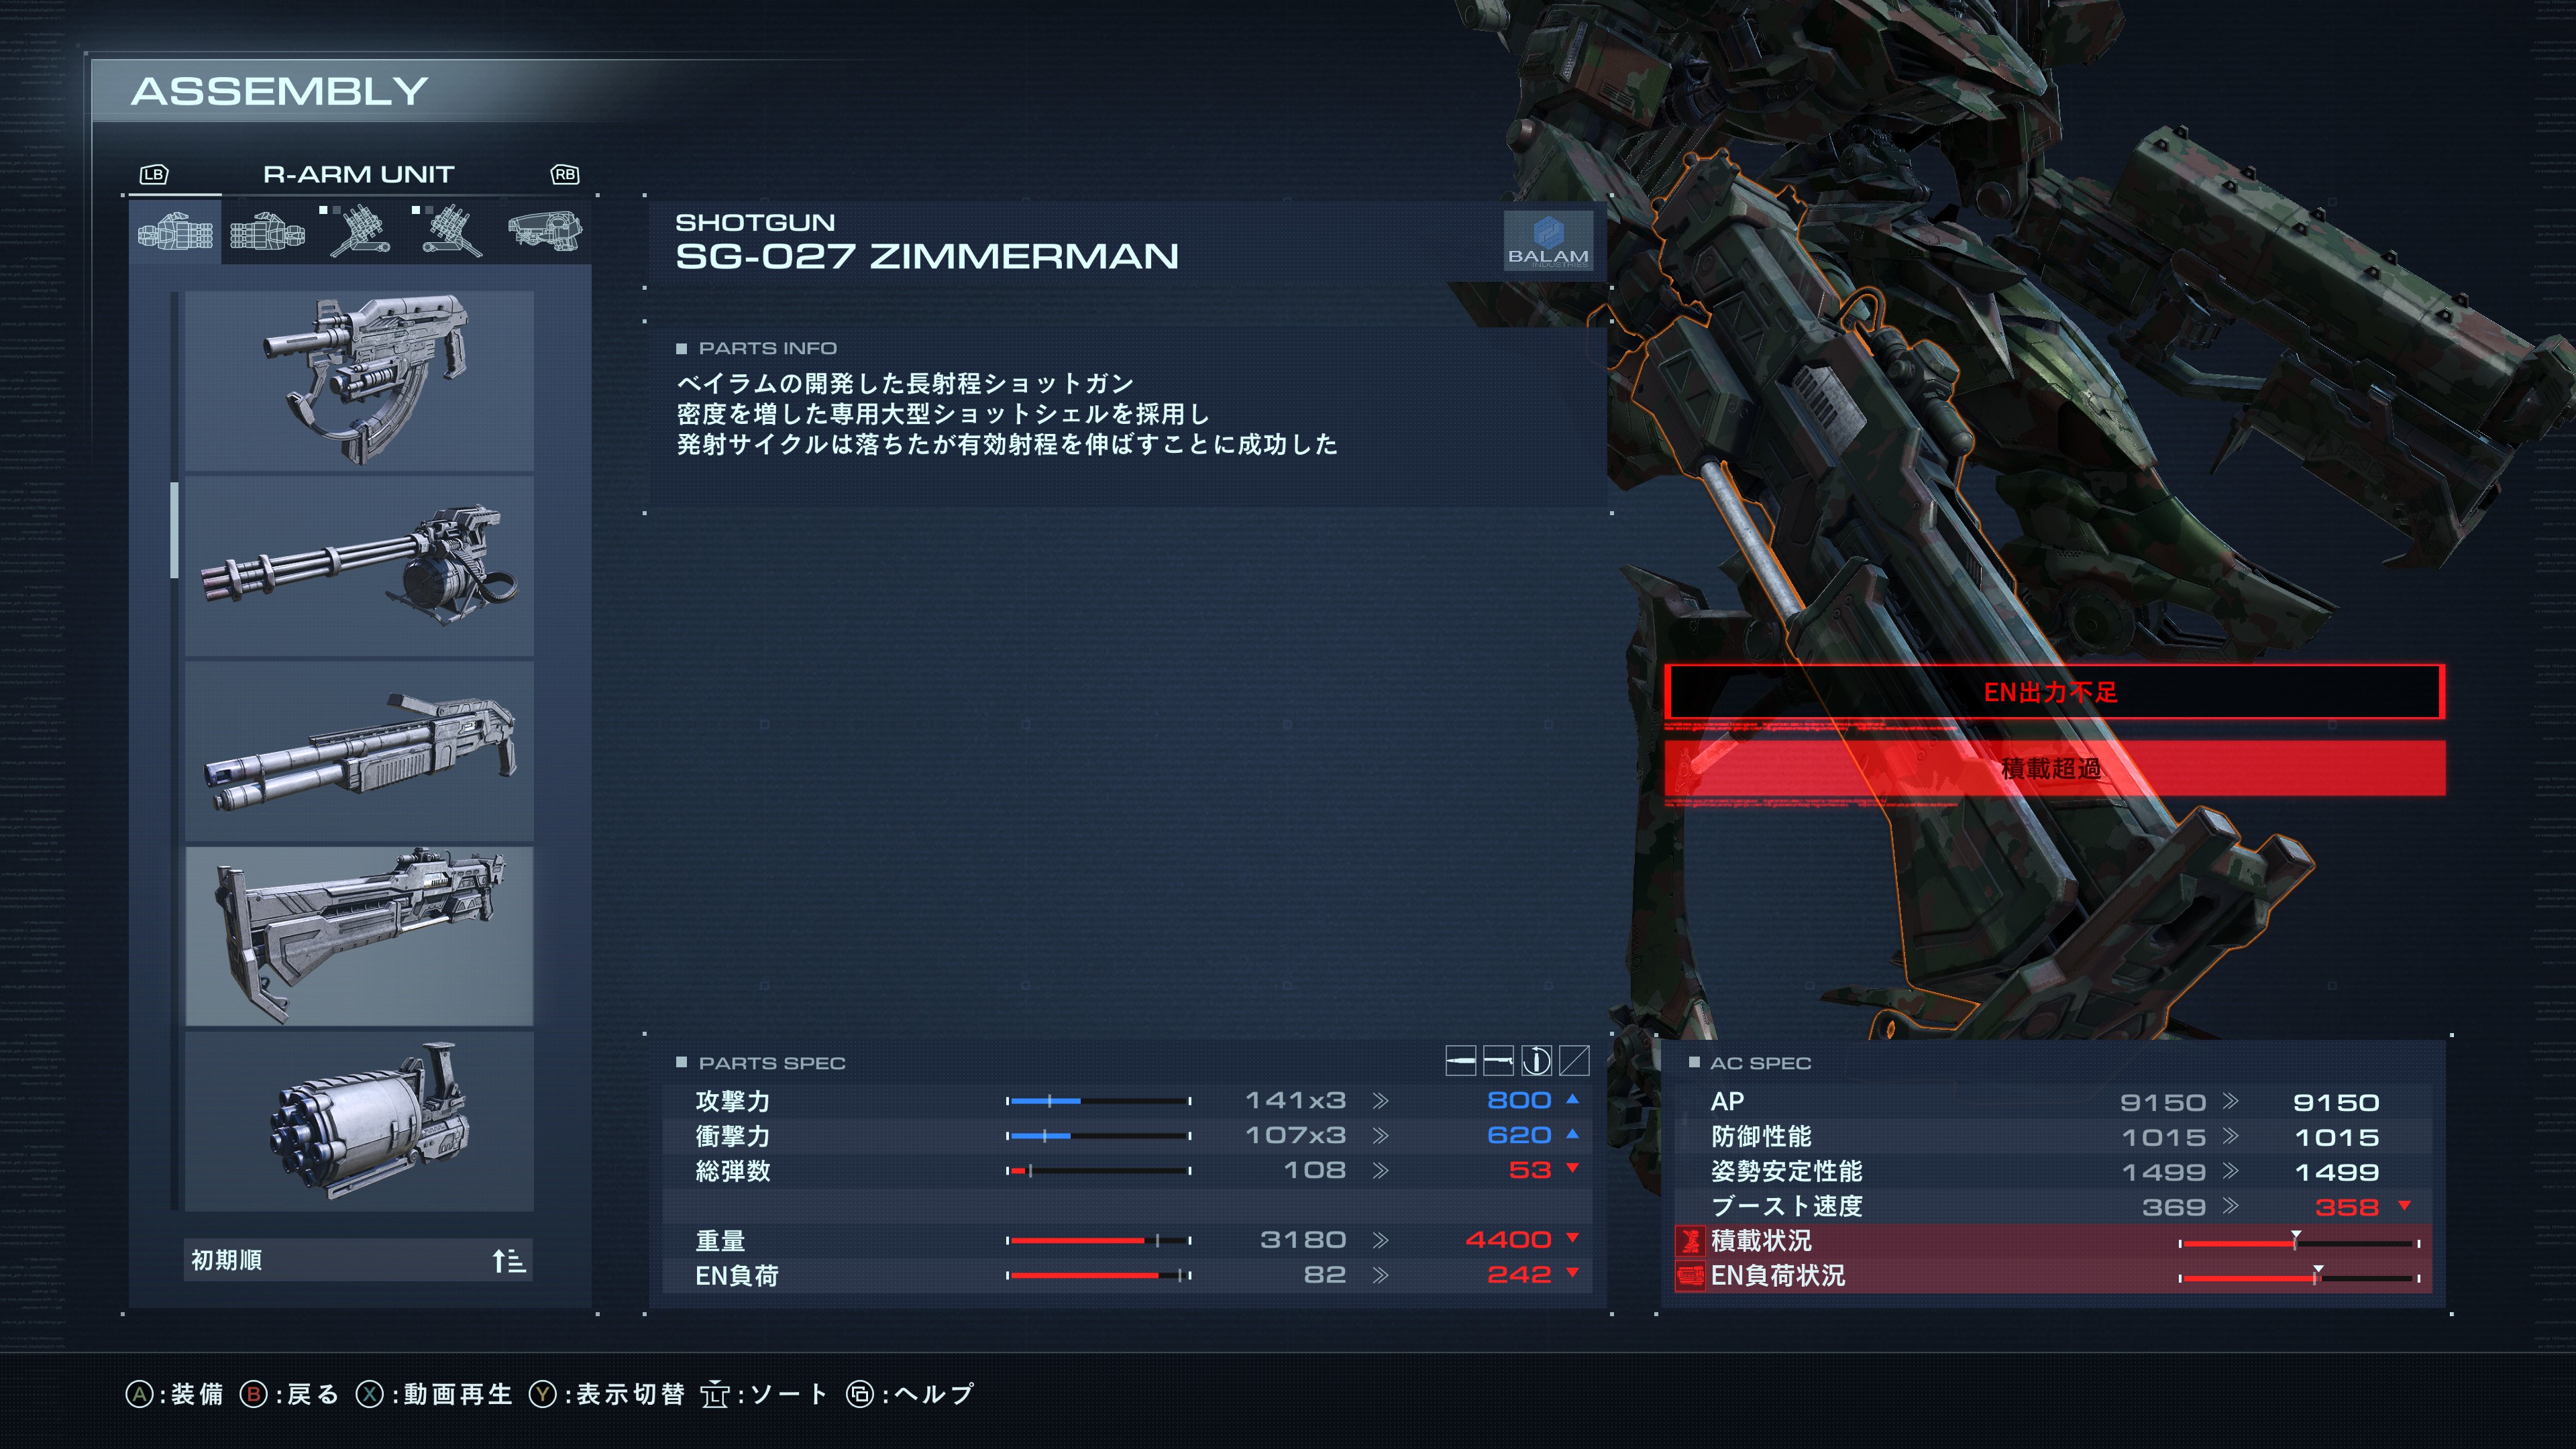 ASSEMBLY
LB R-ARM UNIT RB
SHOTGUN
SG-027 ZIMMERMAN
BALAM
INDUSTRIES
PARTS INFO
ベイラムの開発した長射程ショットガン
密度を増した専用大型ショットシェルを採用し
発射サイクルは落ちたが有効射程を伸ばすことに成功した
EN出力不足
積載超過
初期順
PARTS SPEC
攻撃力 141x3 800
衝撃力 107x3 620
総弾数 108 53
重量 3180 4400
EN負荷 82 242
AC SPEC
AP 9150 9150
防御性能 1015 1015
姿勢安定性能 1499 1499
ブースト速度 369 358
積載状況
EN負荷状況
A:装備 B:戻る X:動画再生 Y:表示切替 L:ソート :ヘルプ